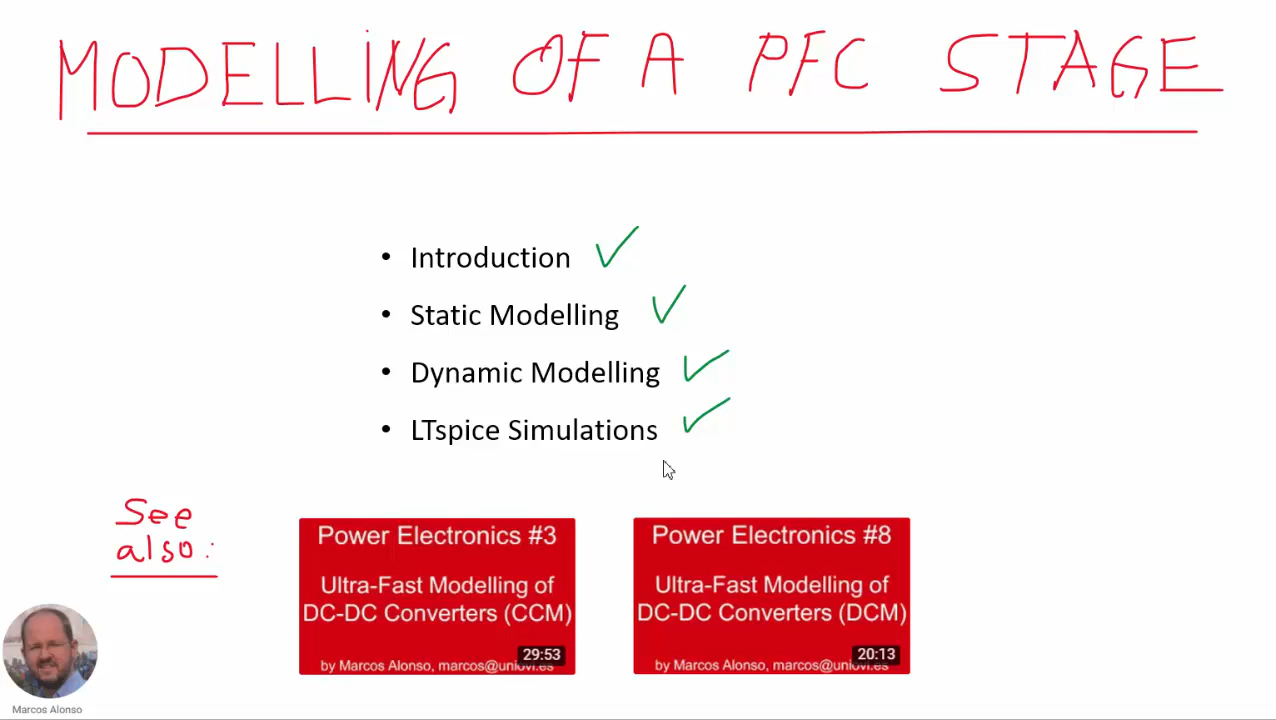 MODELLING OF A PFC STAGE
• Introduction ✓
• Static Modelling ✓
• Dynamic Modelling ✓
• LTspice Simulations ✓
See
also:
Power Electronics #3
Ultra-Fast Modelling of
DC-DC Converters (CCM)
29:53
by Marcos Alonso, marcos@uniovi.es
Power Electronics #8
Ultra-Fast Modelling of
DC-DC Converters (DCM)
20:13
by Marcos Alonso, marcos@uniovi.es
Marcos Alonso